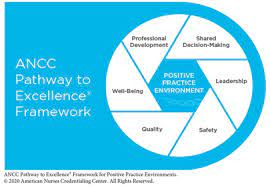 ANCC
Pathway to
Excellence®
Framework
Professional
Development
Shared
Decision-Making
Well-Being
POSITIVE
PRACTICE
ENVIRONMENT
Leadership
Quality
Safety
ANCC Pathway to Excellence® Framework for Positive Practice Environments.
© 2020 American Nurses Credentialing Center. All Rights Reserved.